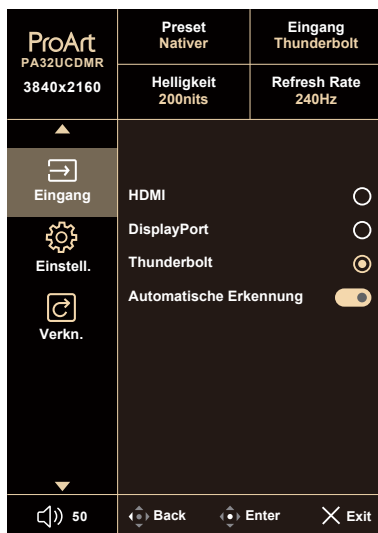 ProArt
PA32UCDMR
3840x2160
Preset
Nativer
Eingang
Thunderbolt
Helligkeit
200nits
Refresh Rate
240Hz
Eingang
Einstell.
Verkn.
HDMI
DisplayPort
Thunderbolt
Automatische Erkennung
50
Back
Enter
Exit